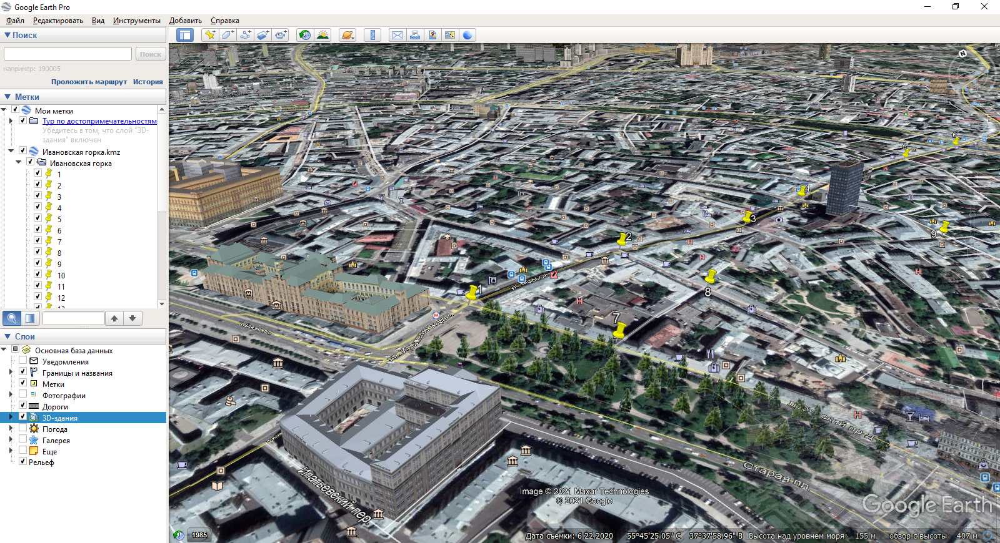 Google Earth Pro
Файл Редактировать Вид Инструменты Добавить Справка
Поиск
Поиск
например: 190005
Проложить маршрут История
Метки
Мои метки
Тур по достопримечательностям
Убедитесь в том, что слой "3D-
здания" включен
Ивановская горка.kmz
Ивановская горка
1
2
3
4
5
6
7
8
9
10
11
12
13
Слои
Основная база данных
Уведомления
Границы и названия
Метки
Фотографии
Дороги
3D-здания
Погода
Галерея
Еще
Рельеф
N
6
5
4
3
2
9
1
8
7
Старая пл.
Ипатьевский пер.
Image © 2021 Maxar Technologies
© 2021 Google
Google Earth
1985
Дата съемки: 6.22.2020 55°45'25.05" С 37°37'58.96" В Высота над уровнем моря: 155 м обзор с высоты 407 м